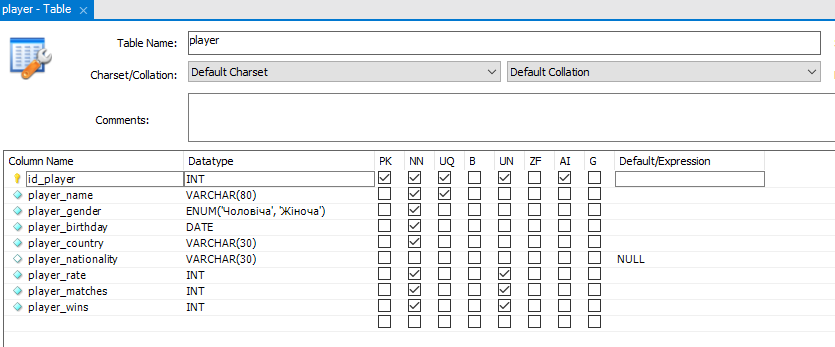 player - Table ×
Table Name: player
Charset/Collation: Default Charset Default Collation
Comments:
Column Name Datatype PK NN UQ B UN ZF AI G Default/Expression
id_player INT
player_name VARCHAR(80)
player_gender ENUM('Чоловіча', 'Жіноча')
player_birthday DATE
player_country VARCHAR(30)
player_nationality VARCHAR(30) NULL
player_rate INT
player_matches INT
player_wins INT